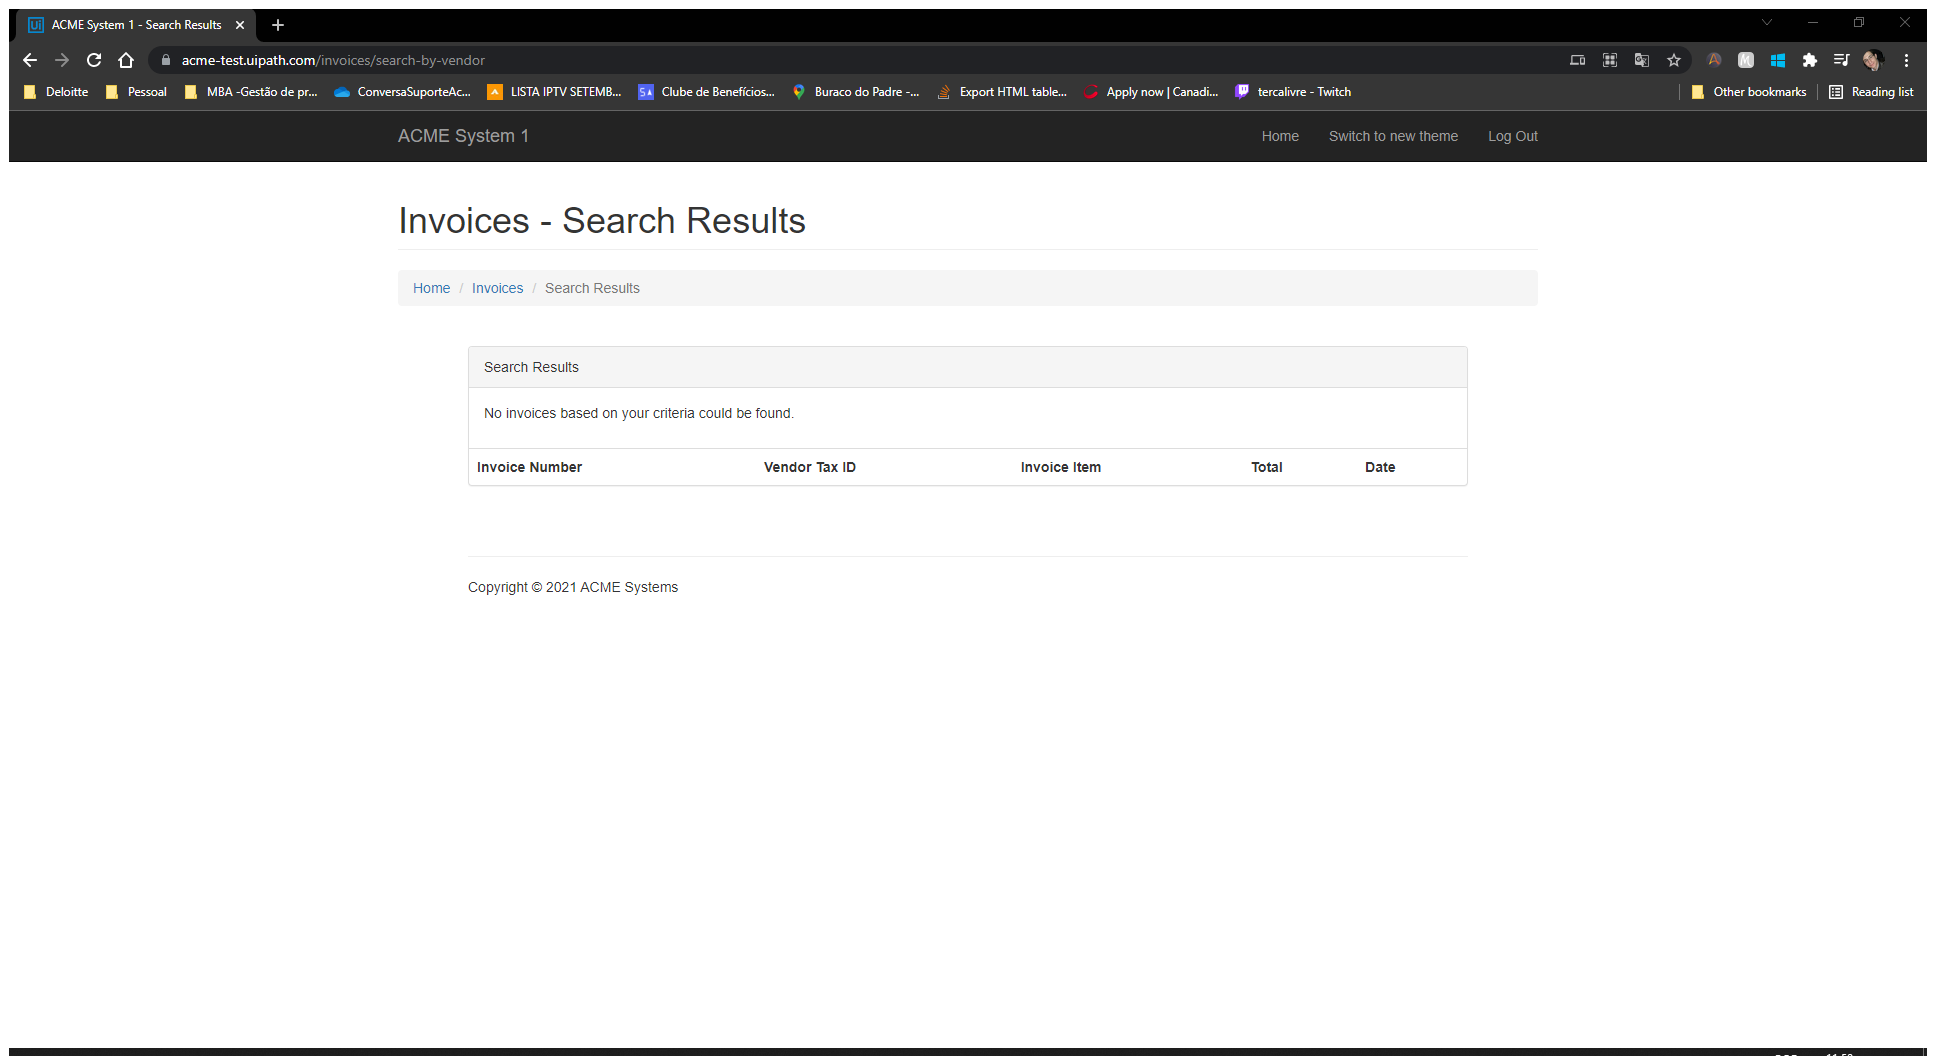 ACME System 1 - Search Results
acme-test.uipath.com/invoices/search-by-vendor
Deloitte Pessoal MBA -Gestão de pr... ConversaSuporteAc... LISTA IPTV SETEMB... Clube de Benefícios... Buraco do Padre -... Export HTML table... Apply now | Canadi... tercalivre - Twitch Other bookmarks Reading list
ACME System 1 Home Switch to new theme Log Out
Invoices - Search Results
Home / Invoices / Search Results
Search Results
No invoices based on your criteria could be found.
Invoice Number Vendor Tax ID Invoice Item Total Date
Copyright © 2021 ACME Systems